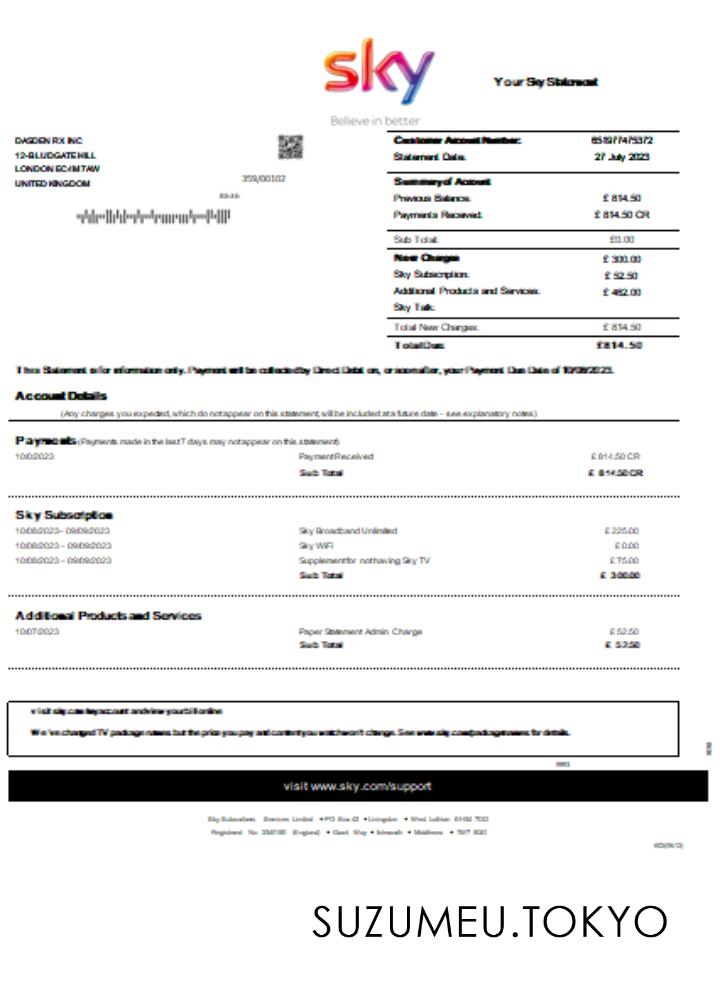 sky
Your Sky Statement
Believe in better
DASDEN RX INC
12-BLUDGATE HILL
LONDON EC4M7AW
UNITED KINGDOM
359/00102
Customer Account Number: 651977475372
Statement Date: 27 July 2023
Summary of Account
Previous Balance: £ 814.50
Payments Received: £ 814.50 CR
Sub Total: £0.00
New Charges £ 300.00
Sky Subscription: £ 52.50
Additional Products and Services: £ 462.00
Sky Talk:
Total New Charges: £ 814.50
Total Due: £814.50
This Statement is for information only. Payment will be collected by Direct Debit on, or soon after, your Payment Due Date of 10/08/2023.
Account Details
(Any charges you expected, which do not appear on this statement, will be included at a future date – see explanatory notes)
Payments (Payments made in the last 7 days may not appear on this statement)
10/0/2023 Payment Received £ 814.50 CR
Sub Total £ 814.50 CR
Sky Subscription
10/08/2023– 09/09/2023 Sky Broadband Unlimited £ 225.00
10/08/2023 – 09/09/2023 Sky WiFi £ 0.00
10/08/2023 – 09/09/2023 Supplement for not having Sky TV £ 75.00
Sub Total £ 300.00
Additional Products and Services
10/07/2023 Paper Statement Admin Charge £ 52.50
Sub Total £ 52.50
visit sky.com/myaccount and view your bill online
We've changed TV package names, but the price you pay and content you watch won't change. See www.sky.com/packagenames for details.
visit www.sky.com/support
Sky Subscribers Services Limited ✦ PO Box 43 ✦ Livingston ✦ West Lothian EH54 7DD
Registered No: (England) ✦ Grant Way ✦ Isleworth ✦ Middlesex ✦ TW7 5QD
SUZUMEU.TOKYO